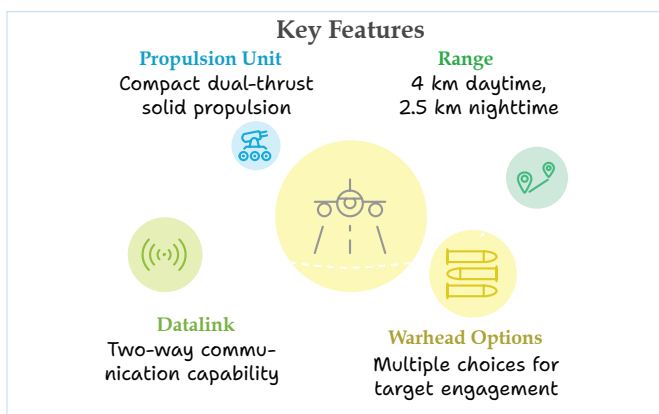 Key Features
Propulsion Unit
Compact dual-thrust
solid propulsion
Range
4 km daytime,
2.5 km nighttime
Datalink
Two-way commu-
nication capability
Warhead Options
Multiple choices for
target engagement